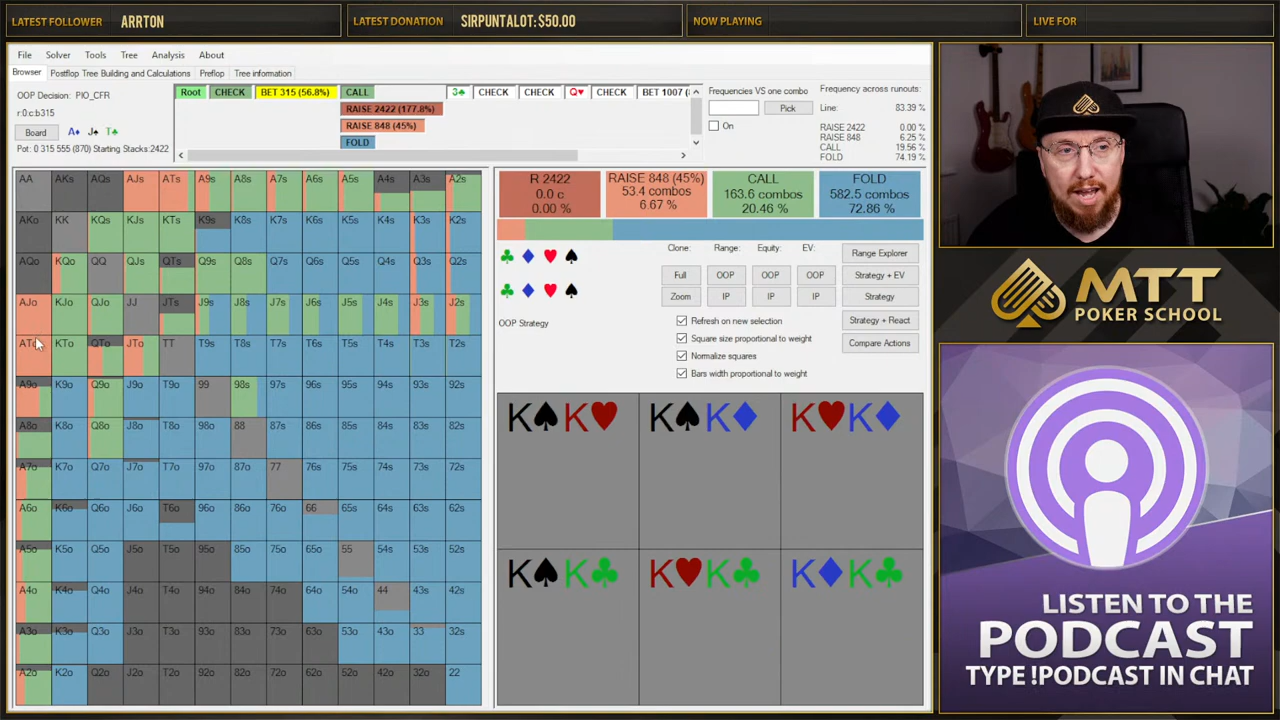 LATEST FOLLOWER ARRTON
LATEST DONATION SIRPUNTALOT: $50.00
NOW PLAYING
LIVE FOR
File Solver Tools Tree Analysis About
Browser Postflop Tree Building and Calculations Preflop Tree information
OOP Decision: PIO_CFR
r:0:c:b315
Board A♦ J♠ T♣
Pot: 0 315 555 (870) Starting Stacks:2422
Root CHECK BET 315 (56.8%) CALL 3♣ CHECK CHECK Q♥ CHECK BET 1007
RAISE 2422 (177.8%)
RAISE 848 (45%)
FOLD
Frequencies VS one combo
Pick
On
Frequency across runouts:
Line: 83.39 %
RAISE 2422 0.00 %
RAISE 848 6.25 %
CALL 19.56 %
FOLD 74.19 %
AA AKs AQs AJs ATs A9s A8s A7s A6s A5s A4s A3s A2s
AKo KK KQs KJs KTs K9s K8s K7s K6s K5s K4s K3s K2s
AQo KQo QQ QJs QTs Q9s Q8s Q7s Q6s Q5s Q4s Q3s Q2s
AJo KJo QJo JJ JTs J9s J8s J7s J6s J5s J4s J3s J2s
ATo KTo QTo JTo TT T9s T8s T7s T6s T5s T4s T3s T2s
A9o K9o Q9o J9o T9o 99 98s 97s 96s 95s 94s 93s 92s
A8o K8o Q8o J8o T8o 98o 88 87s 86s 85s 84s 83s 82s
A7o K7o Q7o J7o T7o 97o 87o 77 76s 75s 74s 73s 72s
A6o K6o Q6o J6o T6o 96o 86o 76o 66 65s 64s 63s 62s
A5o K5o Q5o J5o T5o 95o 85o 75o 65o 55 54s 53s 52s
A4o K4o Q4o J4o T4o 94o 84o 74o 64o 54o 44 43s 42s
A3o K3o Q3o J3o T3o 93o 83o 73o 63o 53o 43o 33 32s
A2o K2o Q2o J2o T2o 92o 82o 72o 62o 52o 42o 32o 22
R 2422
0.0 c
0.00 %
RAISE 848 (45%)
53.4 combos
6.67 %
CALL
163.6 combos
20.46 %
FOLD
582.5 combos
72.86 %
♣ ♦ ♥ ♠
♣ ♦ ♥ ♠
OOP Strategy
Clone: Range: Equity: EV:
Full OOP OOP OOP
Zoom IP IP IP
Refresh on new selection
Square size proportional to weight
Normalize squares
Bars width proportional to weight
Range Explorer
Strategy + EV
Strategy
Strategy + React
Compare Actions
K♠K♥ K♠K♦ K♥K♦
K♠K♣ K♥K♣ K♦K♣
MTT
POKER SCHOOL
LISTEN TO THE
PODCAST
TYPE !PODCAST IN CHAT